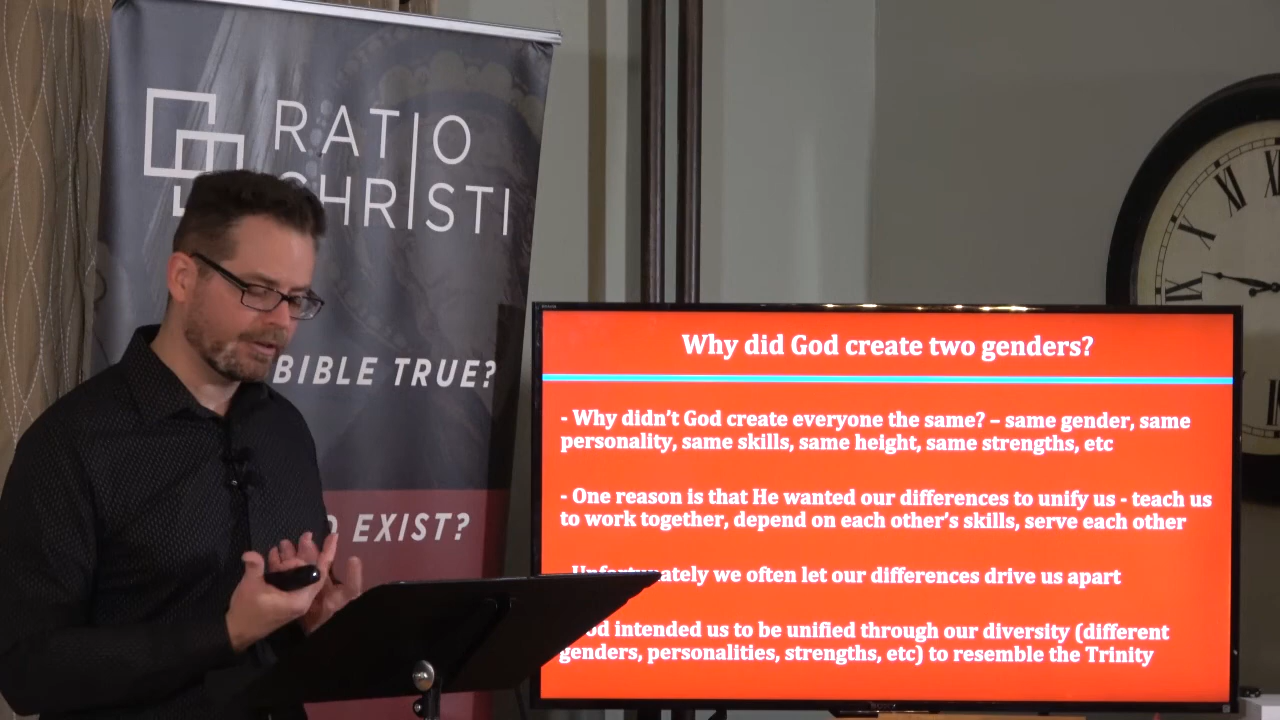 RATIO
CHRISTI
BIBLE TRUE?
EXIST?
Why did God create two genders?
- Why didn't God create everyone the same? – same gender, same
personality, same skills, same height, same strengths, etc
- One reason is that He wanted our differences to unify us - teach us
to work together, depend on each other's skills, serve each other
we often let our differences drive us apart
intended us to be unified through our diversity (different
genders, personalities, strengths, etc) to resemble the Trinity